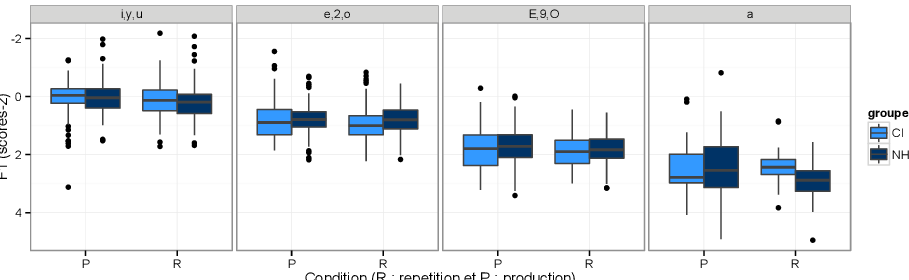 i,y,u e,2,o E,9,O a
-2
0
2
4
F1 (scores-z)
P R P R P R P R
Condition (R : repetition et P : production)
groupe
CI
NH